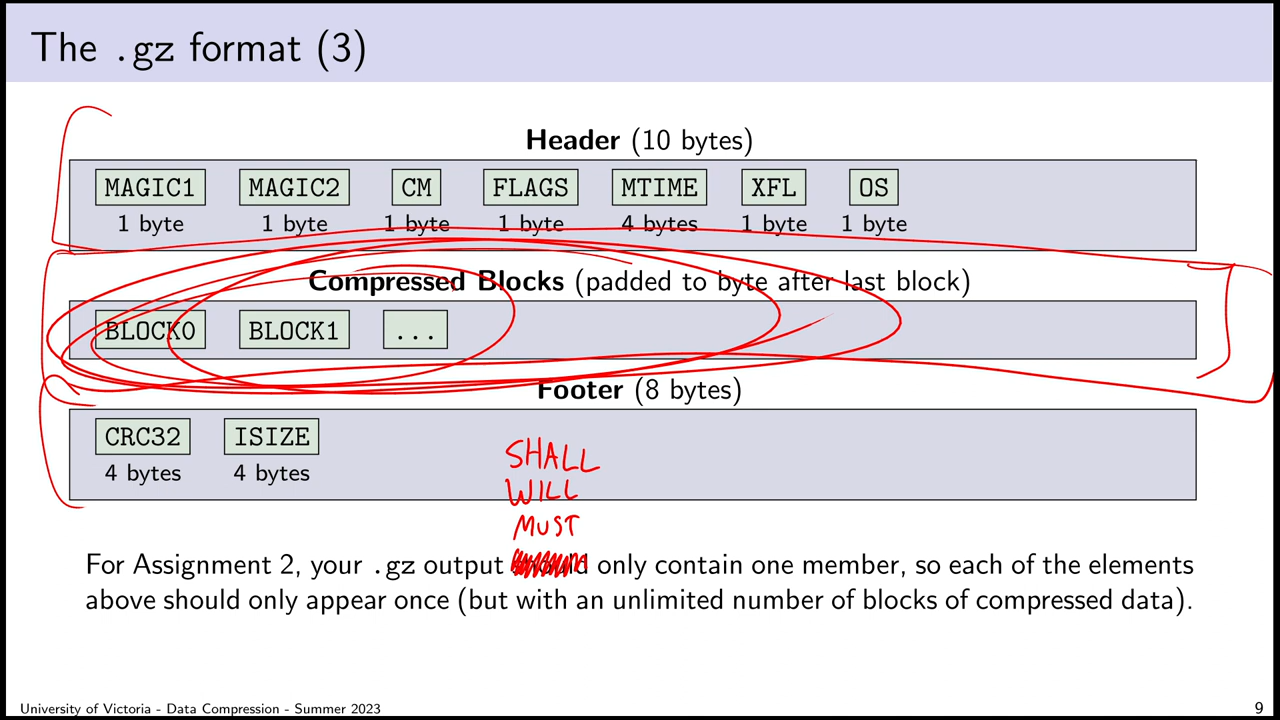 The .gz format (3)
Header (10 bytes)
MAGIC1 MAGIC2 CM FLAGS MTIME XFL OS
1 byte 1 byte 1 byte 1 byte 4 bytes 1 byte 1 byte
Compressed Blocks (padded to byte after last block)
BLOCK0 BLOCK1 ...
Footer (8 bytes)
CRC32 ISIZE
4 bytes 4 bytes
SHALL
WILL
MUST
For Assignment 2, your .gz output only contain one member, so each of the elements
above should only appear once (but with an unlimited number of blocks of compressed data).
University of Victoria - Data Compression - Summer 2023
9